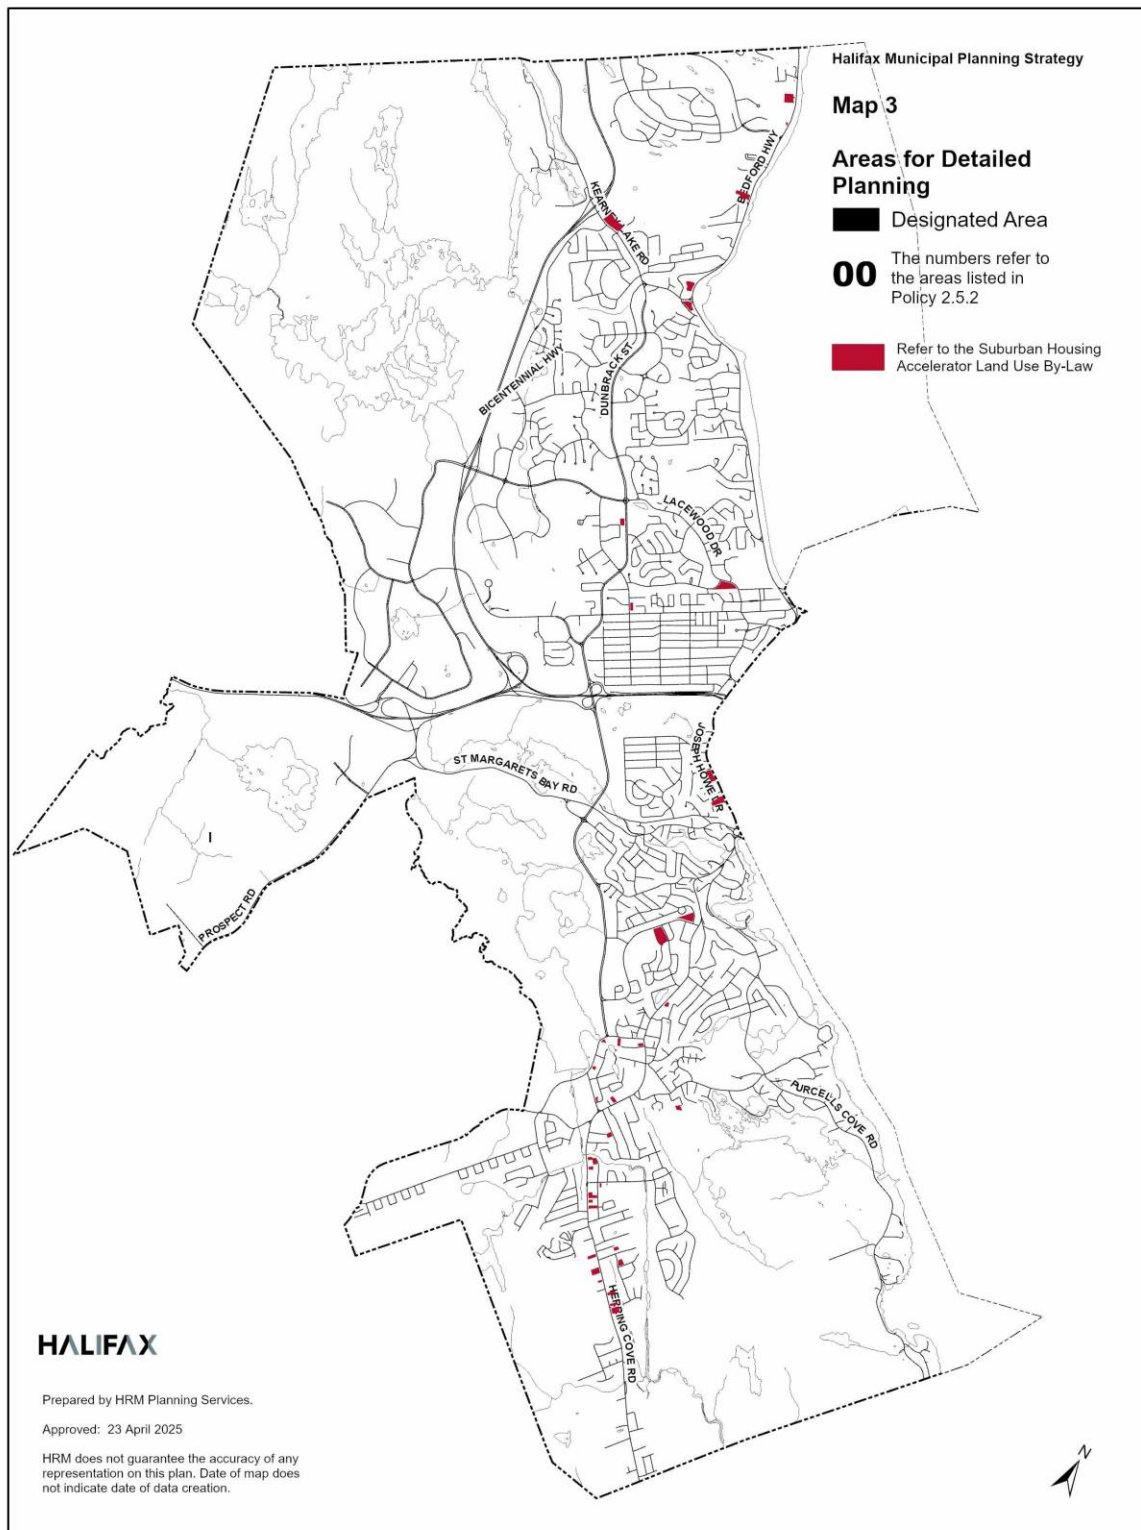 Halifax Municipal Planning Strategy
Map 3
Areas for Detailed
Planning
Designated Area
00
The numbers refer to
the areas listed in
Policy 2.5.2
Refer to the Suburban Housing
Accelerator Land Use By-Law
BEDFORD HWY
KEARNEY LAKE RD
BICENTENNIAL HWY
DUNBRACK ST
LACEWOOD DR
JOSEPH HOWE DR
ST MARGARETS BAY RD
PROSPECT RD
PURCELLS COVE RD
HERRING COVE RD
HALIFAX
Prepared by HRM Planning Services.
Approved: 23 April 2025
HRM does not guarantee the accuracy of any
representation on this plan. Date of map does
not indicate date of data creation.
N